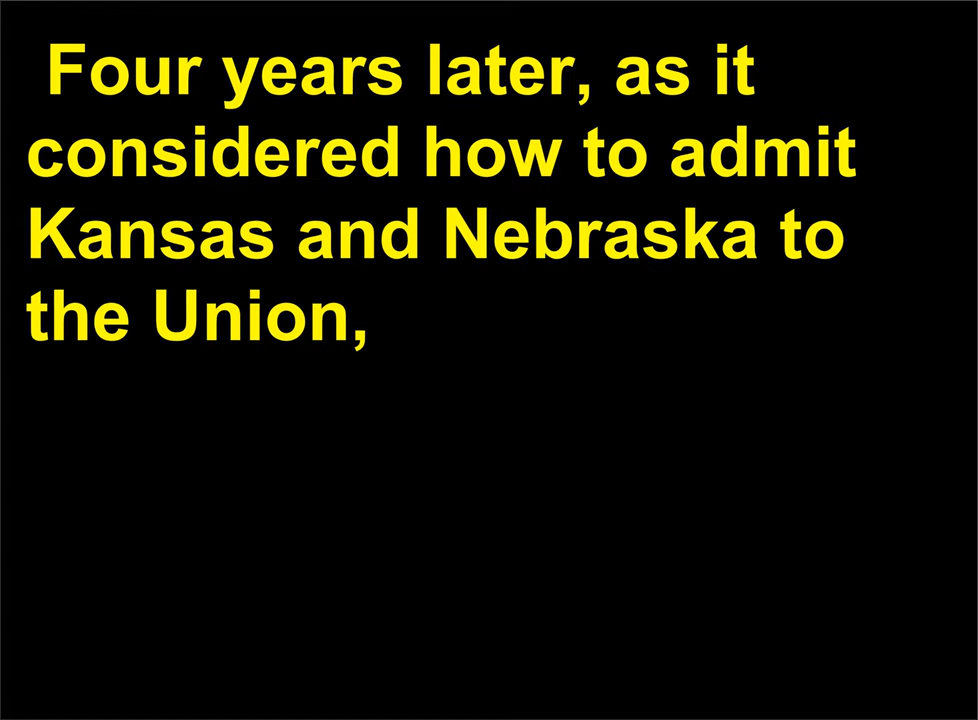 Four years later, as it
considered how to admit
Kansas and Nebraska to
the Union,